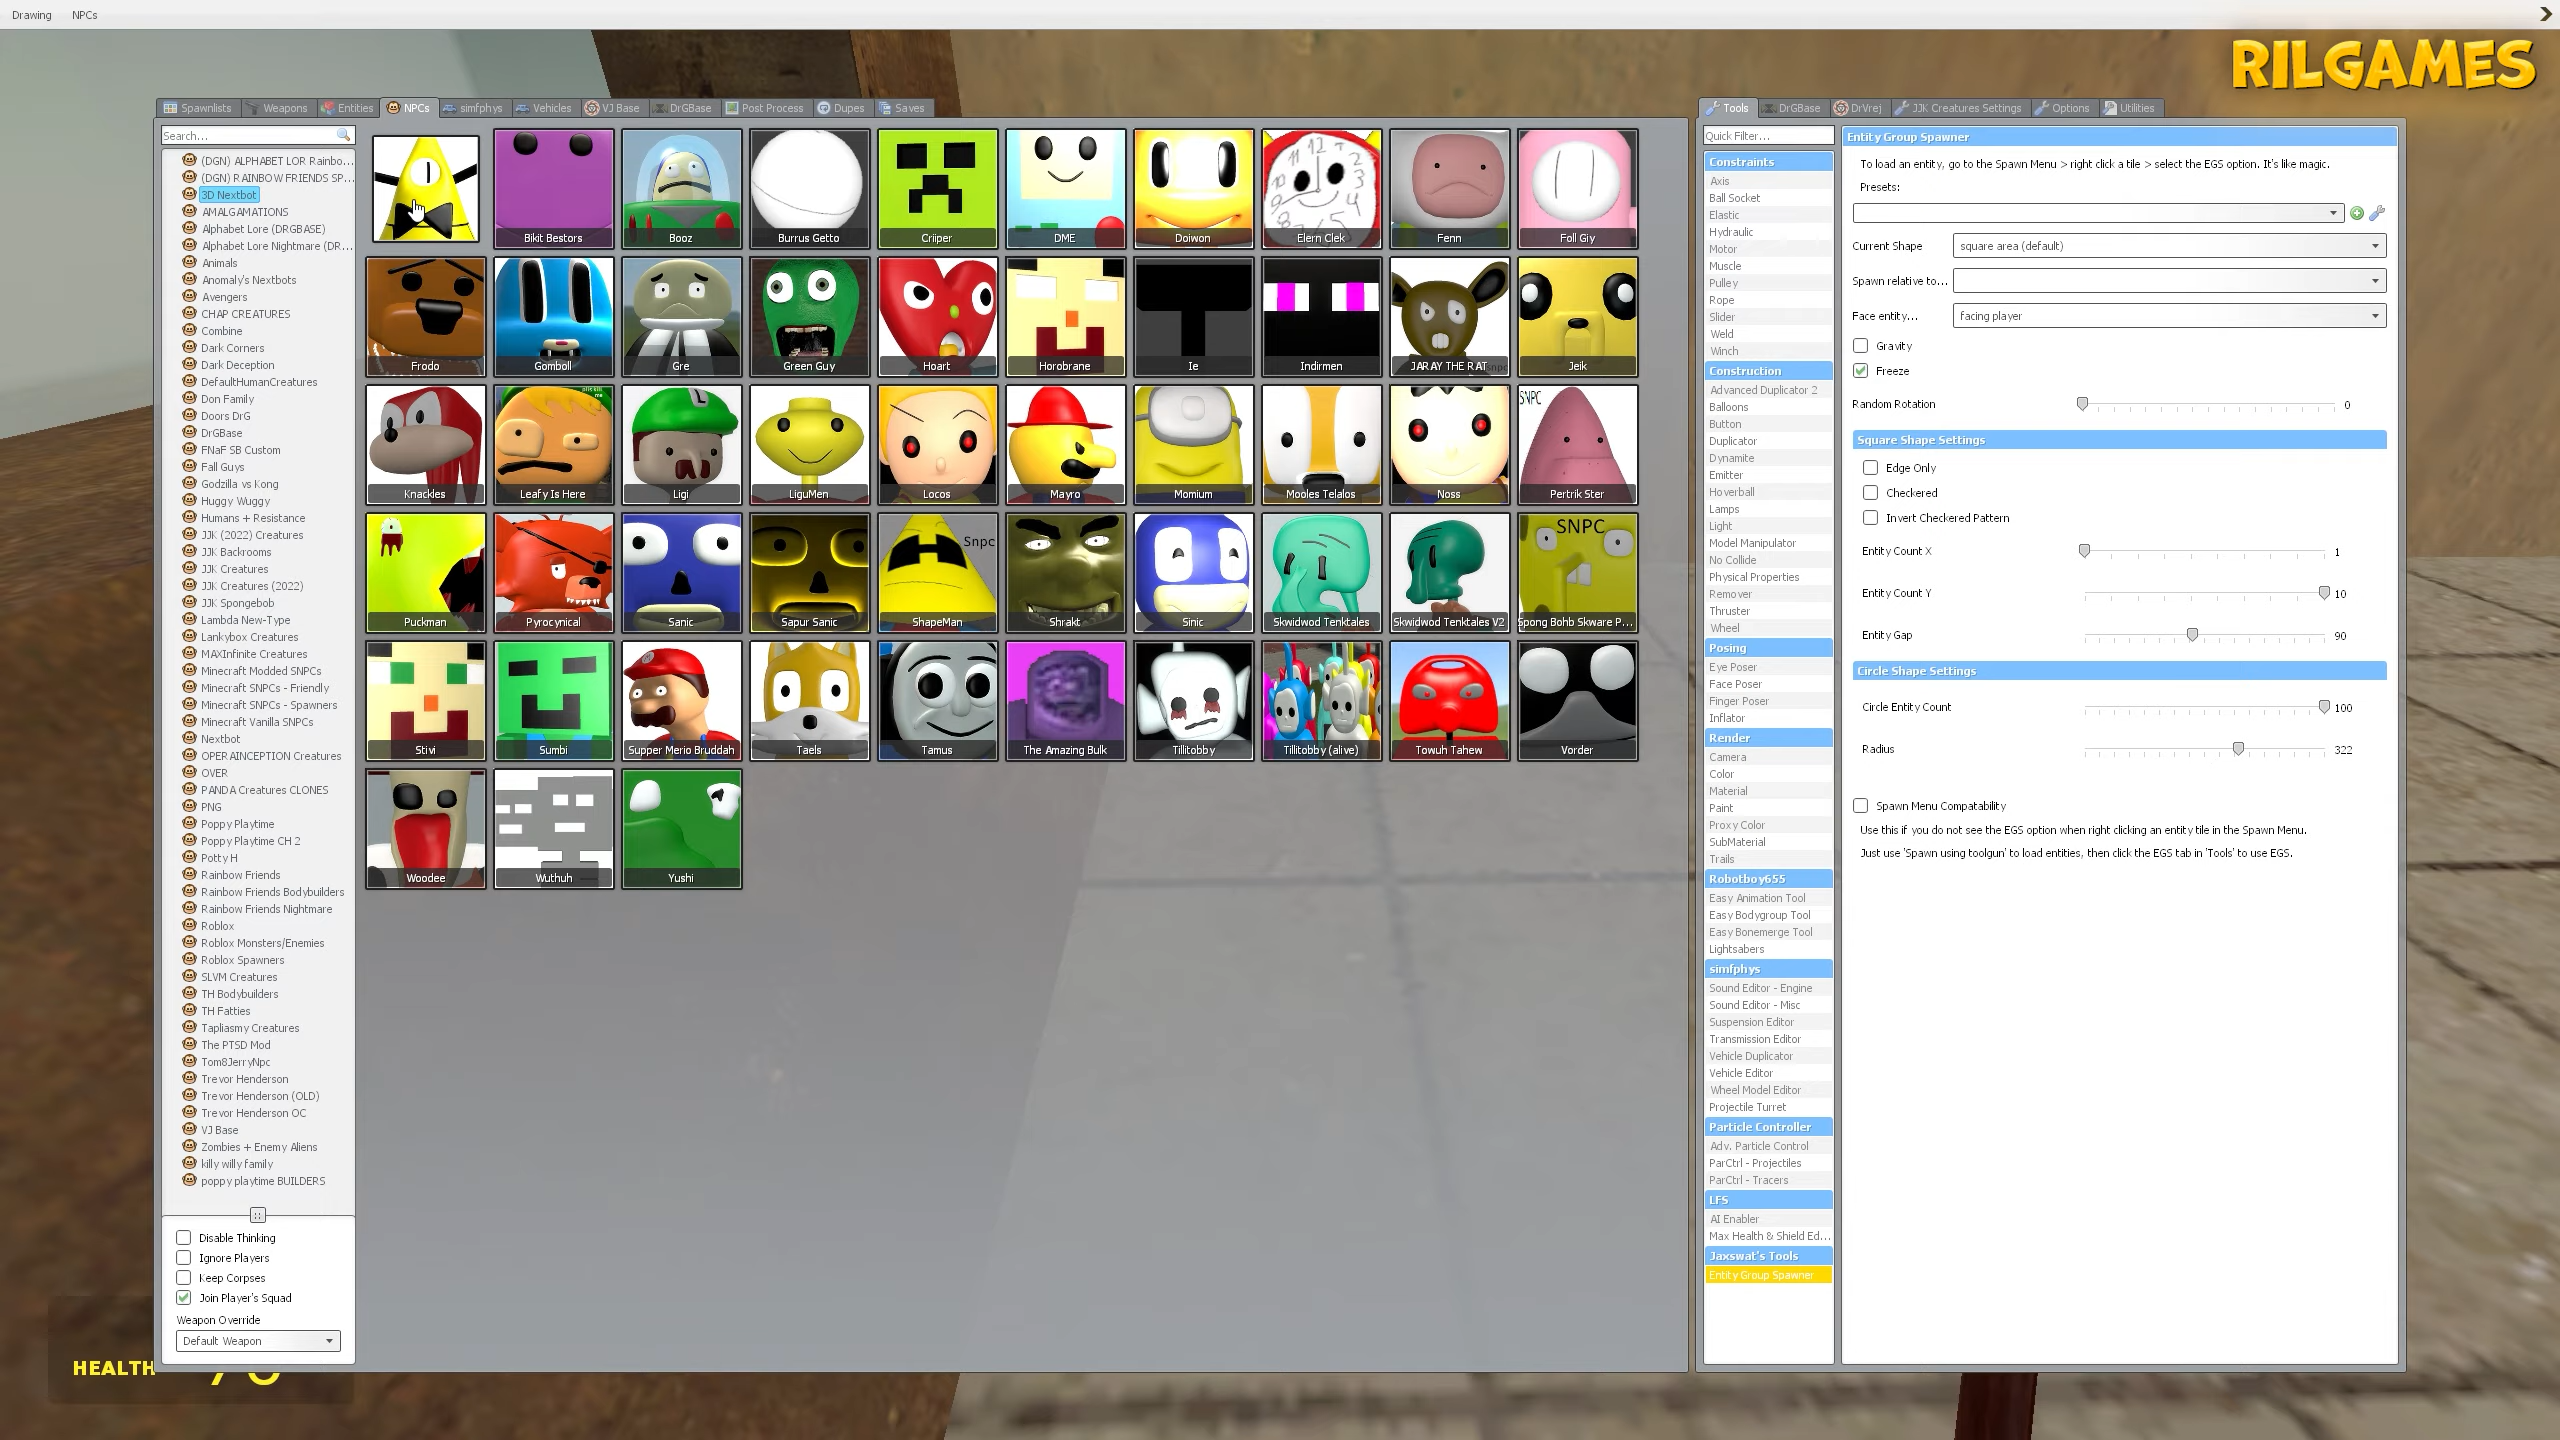 Drawing NPCs
RILGAMES
Spawnlists Weapons Entities NPCs simfphys Vehicles VJ Base DrGBase Post Process Dupes Saves
Search...
(DGN) ALPHABET LOR Rainbo...
(DGN) RAINBOW FRIENDS SP...
3D Nextbot
AMALGAMATIONS
Alphabet Lore (DRGBASE)
Alphabet Lore Nightmare (DR...
Animals
Anomaly's Nextbots
Avengers
CHAP CREATURES
Combine
Dark Corners
Dark Deception
DefaultHumanCreatures
Don Family
Doors DrG
DrGBase
FNaF SB Custom
Fall Guys
Godzilla vs Kong
Huggy Wuggy
Humans + Resistance
JJK (2022) Creatures
JJK Backrooms
JJK Creatures
JJK Creatures (2022)
JJK Spongebob
Lambda New-Type
Lankybox Creatures
MAXInfinite Creatures
Minecraft Modded SNPCs
Minecraft SNPCs - Friendly
Minecraft SNPCs - Spawners
Minecraft Vanilla SNPCs
Nextbot
OPERAINCEPTION Creatures
OVER
PANDA Creatures CLONES
PNG
Poppy Playtime
Poppy Playtime CH 2
Potty H
Rainbow Friends
Rainbow Friends Bodybuilders
Rainbow Friends Nightmare
Roblox
Roblox Monsters/Enemies
Roblox Spawners
SLVM Creatures
TH Bodybuilders
TH Fatties
Tapliasmy Creatures
The PTSD Mod
Tom8JerryNpc
Trevor Henderson
Trevor Henderson (OLD)
Trevor Henderson OC
VJ Base
Zombies + Enemy Aliens
killy willy family
poppy playtime BUILDERS
Disable Thinking
Ignore Players
Keep Corpses
Join Player's Squad
Weapon Override
Default Weapon
HEALTH
Bikit Bestors Booz Burrus Getto Criiper DME Doiwon Elern Clek Fenn Foll Giy
Frodo Gomboll Gre Green Guy Hoart Horobrane Ie Indirmen JARAY THE RAT Jeik
SNPC
Knackles Leafy Is Here Ligi LiguMen Locos Mayro Momium Mooles Telalos Noss Pertrik Ster
Snpc SNPC
Puckman Pyrocynical Sanic Sapur Sanic ShapeMan Shrakt Sinic Skwidwod Tenktales Skwidwod Tenktales V2 Spong Bohb Skware P...
Stivi Sumbi Supper Merio Bruddah Taels Tamus The Amazing Bulk Tillitobby Tillitobby (alive) Towuh Tahew Vorder
Woodee Wuthuh Yushi
Tools DrGBase DrVrej JJK Creatures Settings Options Utilities
Quick Filter...
Constraints
Axis
Ball Socket
Elastic
Hydraulic
Motor
Muscle
Pulley
Rope
Slider
Weld
Winch
Construction
Advanced Duplicator 2
Balloons
Button
Duplicator
Dynamite
Emitter
Hoverball
Lamps
Light
Model Manipulator
No Collide
Physical Properties
Remover
Thruster
Wheel
Posing
Eye Poser
Face Poser
Finger Poser
Inflator
Render
Camera
Color
Material
Paint
Proxy Color
SubMaterial
Trails
Robotboy655
Easy Animation Tool
Easy Bodygroup Tool
Easy Bonemerge Tool
Lightsabers
simfphys
Sound Editor - Engine
Sound Editor - Misc
Suspension Editor
Transmission Editor
Vehicle Duplicator
Vehicle Editor
Wheel Model Editor
Projectile Turret
Particle Controller
Adv. Particle Control
ParCtrl - Projectiles
ParCtrl - Tracers
LFS
AI Enabler
Max Health & Shield Ed...
Jaxswat's Tools
Entity Group Spawner
Entity Group Spawner
To load an entity, go to the Spawn Menu > right click a tile > select the EGS option. It's like magic.
Presets:
Current Shape square area (default)
Spawn relative to...
Face entity... facing player
Gravity
Freeze
Random Rotation 0
Square Shape Settings
Edge Only
Checkered
Invert Checkered Pattern
Entity Count X 1
Entity Count Y 10
Entity Gap 90
Circle Shape Settings
Circle Entity Count 100
Radius 322
Spawn Menu Compatability
Use this if you do not see the EGS option when right clicking an entity tile in the Spawn Menu.
Just use 'Spawn using toolgun' to load entities, then click the EGS tab in 'Tools' to use EGS.